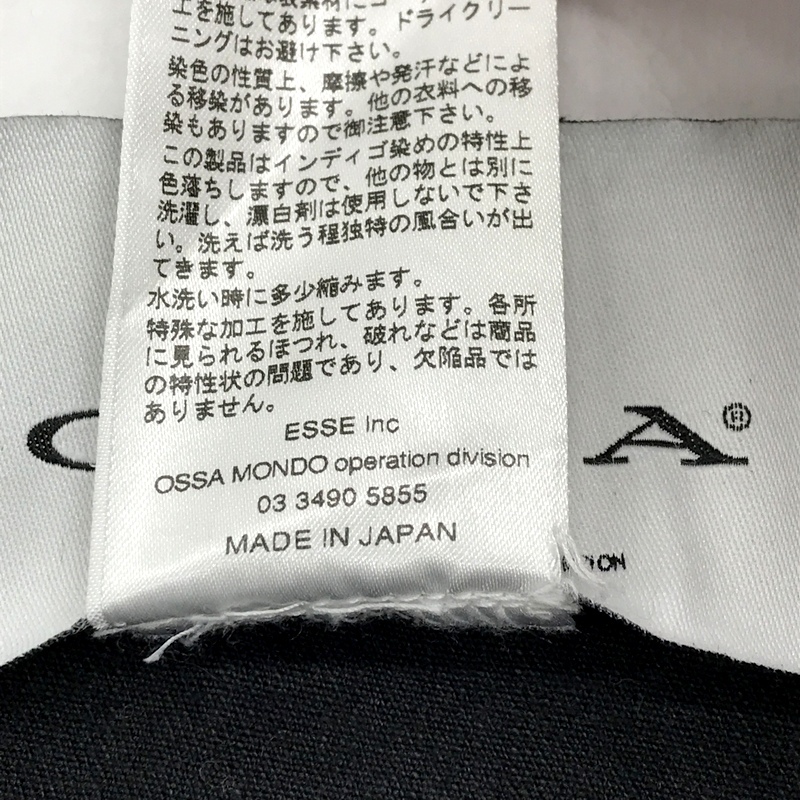 な衣素材にコー
工を施してあります。ドライクリー
ニングはお避け下さい。
染色の性質上、摩擦や発汗などによ
る移染があります。他の衣料への移
染もありますので御注意下さい。
この製品はインディゴ染めの特性上
色落ちしますので、他の物とは別に
洗濯し、漂白剤は使用しないで下さ
い。洗えば洗う程独特の風合いが出
てきます。
水洗い時に多少縮みます。
特殊な加工を施してあります。各所
に見られるほつれ、破れなどは商品
の特性状の問題であり、欠陥品では
ありません。
ESSE Inc
OSSA MONDO operation division
03 3490 5855
MADE IN JAPAN
A®
ON